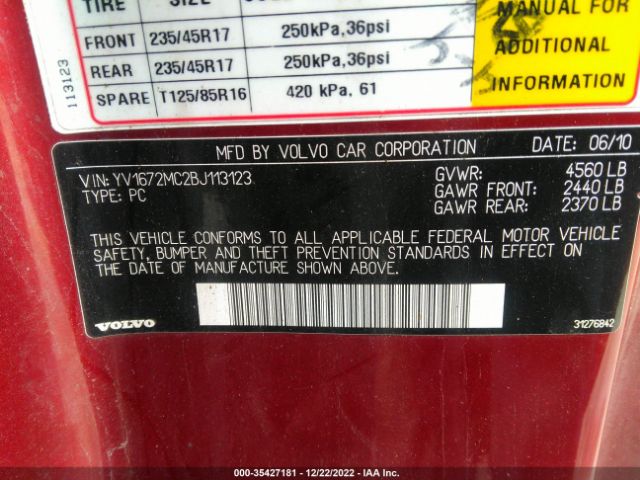 TIRE SIZE
FRONT 235/45R17 250kPa,36psi
REAR 235/45R17 250kPa,36psi
SPARE T125/85R16 420 kPa, 61
113123
MANUAL FOR
ADDITIONAL
INFORMATION
MFD BY VOLVO CAR CORPORATION DATE: 06/10
VIN: YV1672MC2BJ113123 GVWR: 4560 LB
TYPE: PC GAWR FRONT: 2440 LB
GAWR REAR: 2370 LB
THIS VEHICLE CONFORMS TO ALL APPLICABLE FEDERAL MOTOR VEHICLE
SAFETY, BUMPER AND THEFT PREVENTION STANDARDS IN EFFECT ON
THE DATE OF MANUFACTURE SHOWN ABOVE.
VOLVO 31276842
000-35427181 - 12/22/2022 - IAA Inc.